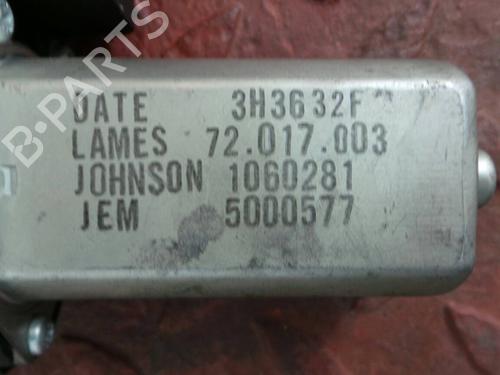 DATE 3H3632F
LAMES 72.017.003
JOHNSON 1060281
JEM 5000577
B-PARTS